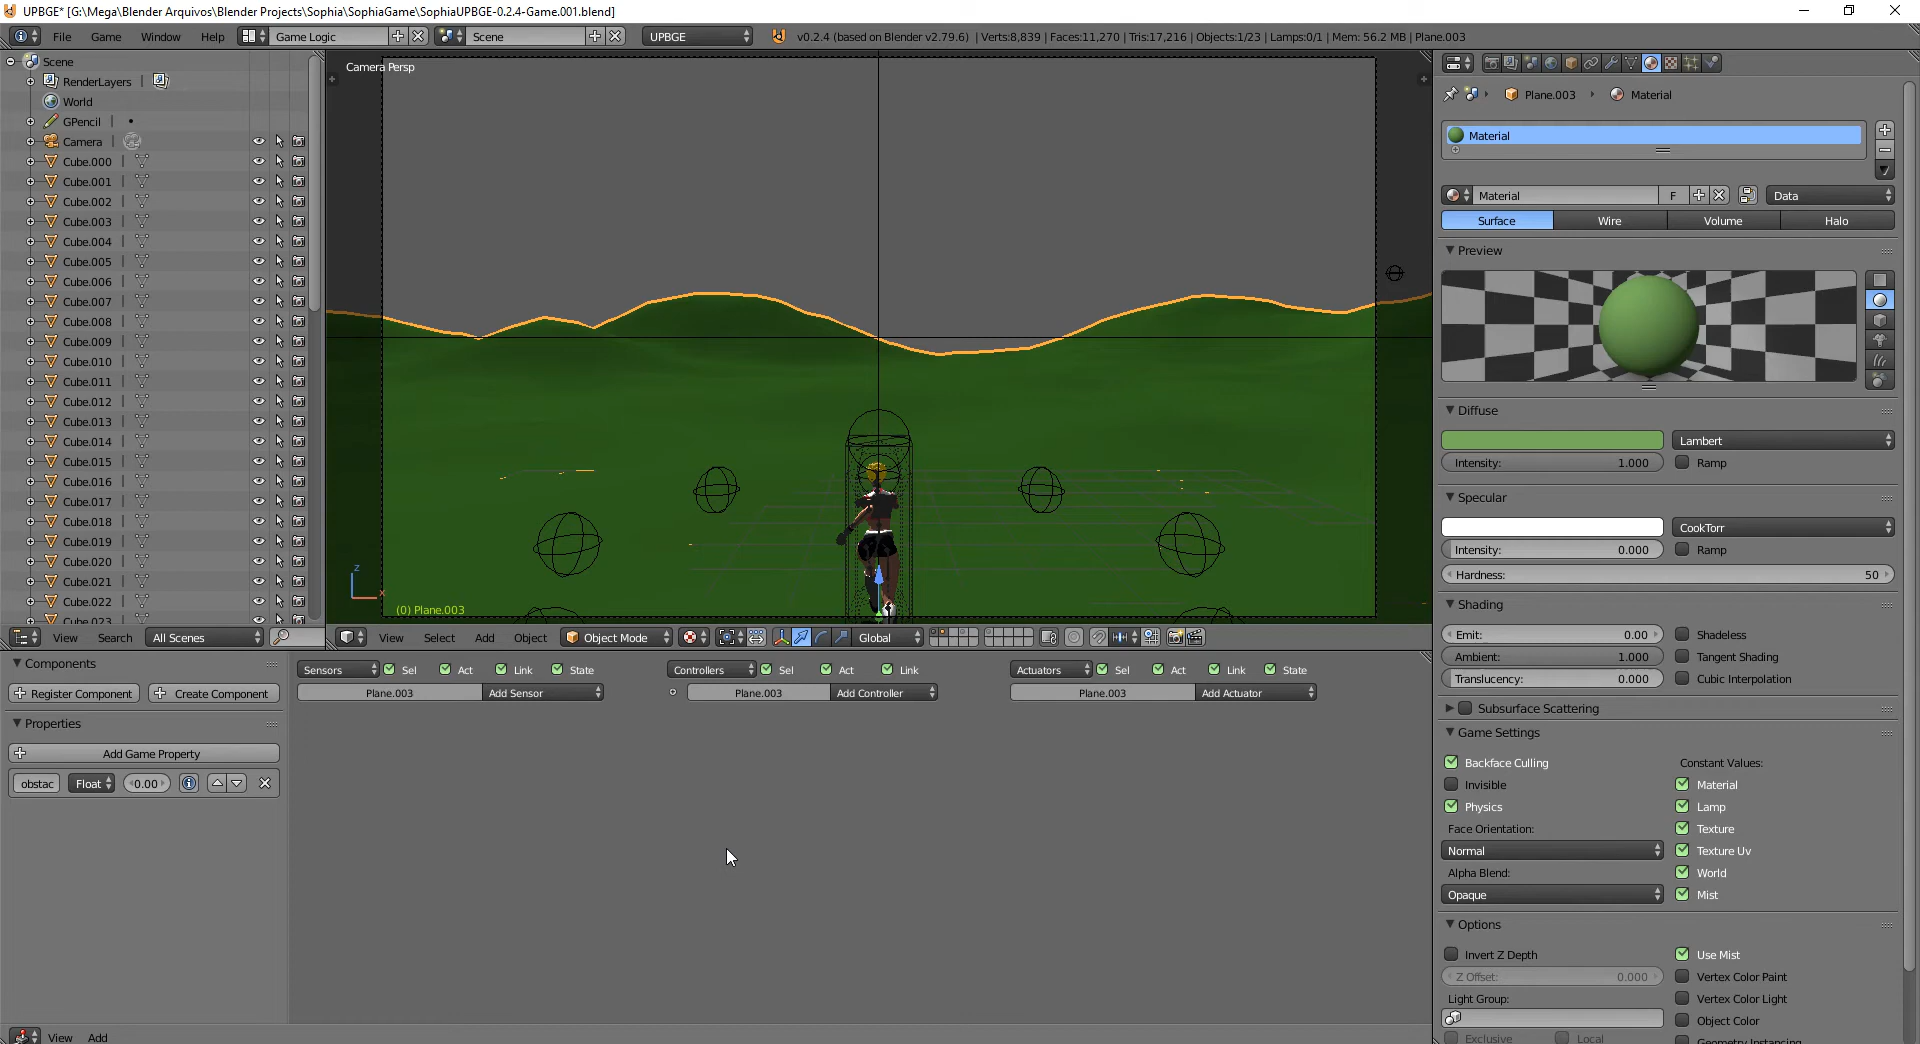 UPBGE* [G:\Mega\Blender Arquivos\Blender Projects\Sophia\SophiaGame\SophiaUPBGE-0.2.4-Game.001.blend]
File Game Window Help Game Logic Scene UPBGE v0.2.4 (based on Blender v2.79.6) | Verts:8,839 | Faces:11,270 | Tris:17,216 | Objects:1/23 | Lamps:0/1 | Mem: 56.2 MB | Plane.003
Scene
RenderLayers |
World
GPencil |
Camera |
Cube.000 |
Cube.001 |
Cube.002 |
Cube.003 |
Cube.004 |
Cube.005 |
Cube.006 |
Cube.007 |
Cube.008 |
Cube.009 |
Cube.010 |
Cube.011 |
Cube.012 |
Cube.013 |
Cube.014 |
Cube.015 |
Cube.016 |
Cube.017 |
Cube.018 |
Cube.019 |
Cube.020 |
Cube.021 |
Cube.022 |
Cube.023
View Search All Scenes
Camera Persp
z
x
(0) Plane.003
View Select Add Object Object Mode Global
Components
Register Component Create Component
Properties
Add Game Property
obstac Float 0.00
View Add
Sensors Sel Act Link State
Plane.003 Add Sensor
Controllers Sel Act Link
Plane.003 Add Controller
Actuators Sel Act Link State
Plane.003 Add Actuator
Plane.003 Material
Material
Material F Data
Surface Wire Volume Halo
Preview
Diffuse
Lambert
Intensity: 1.000 Ramp
Specular
CookTorr
Intensity: 0.000 Ramp
Hardness: 50
Shading
Emit: 0.00 Shadeless
Ambient: 1.000 Tangent Shading
Translucency: 0.000 Cubic Interpolation
Subsurface Scattering
Game Settings
Backface Culling Constant Values:
Invisible Material
Physics Lamp
Face Orientation: Texture
Normal Texture Uv
Alpha Blend: World
Opaque Mist
Options
Invert Z Depth Use Mist
Z Offset: 0.000 Vertex Color Paint
Light Group: Vertex Color Light
Object Color
Exclusive Local Geometry Instancing